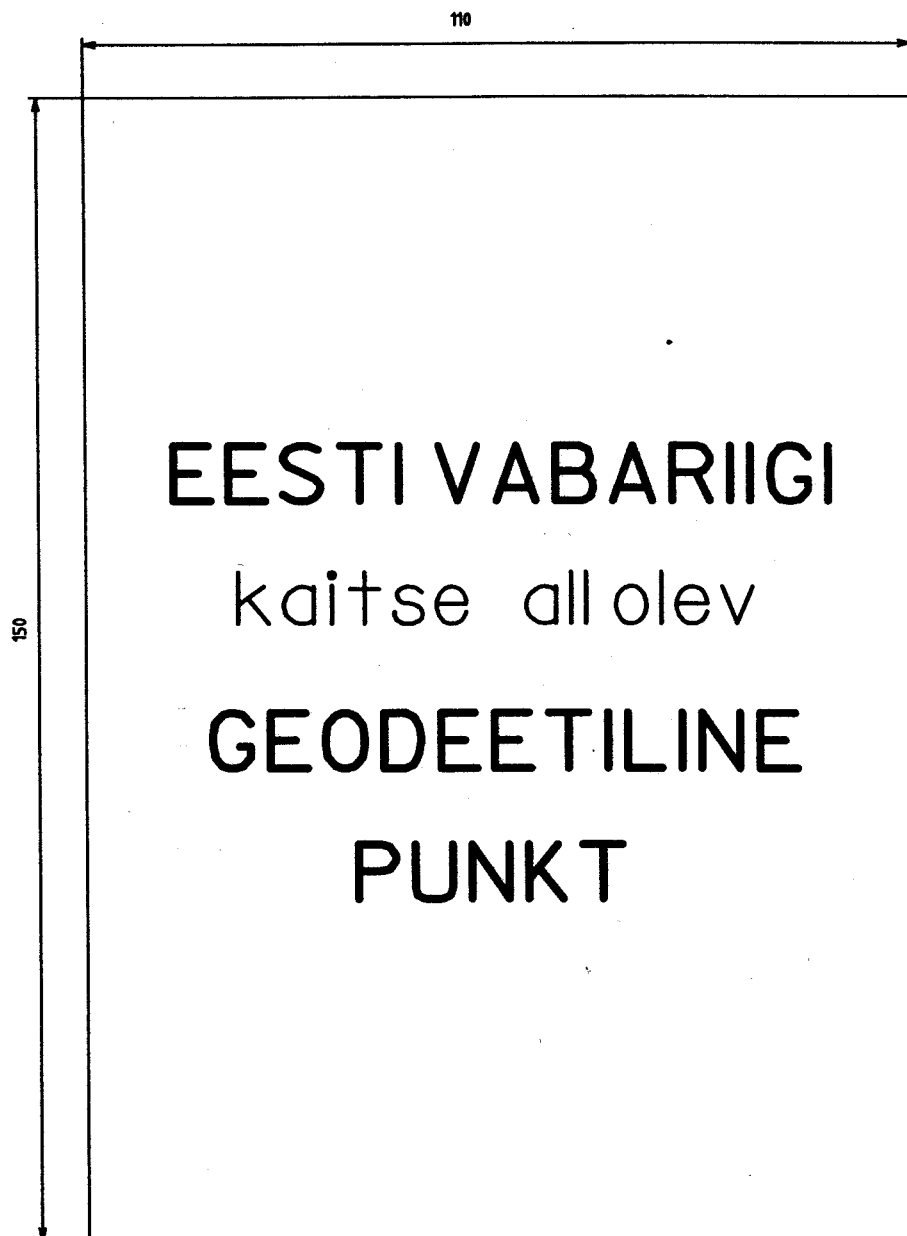 110
150
EESTI VABARIIGI
kaitse all olev
GEODEETILINE
PUNKT